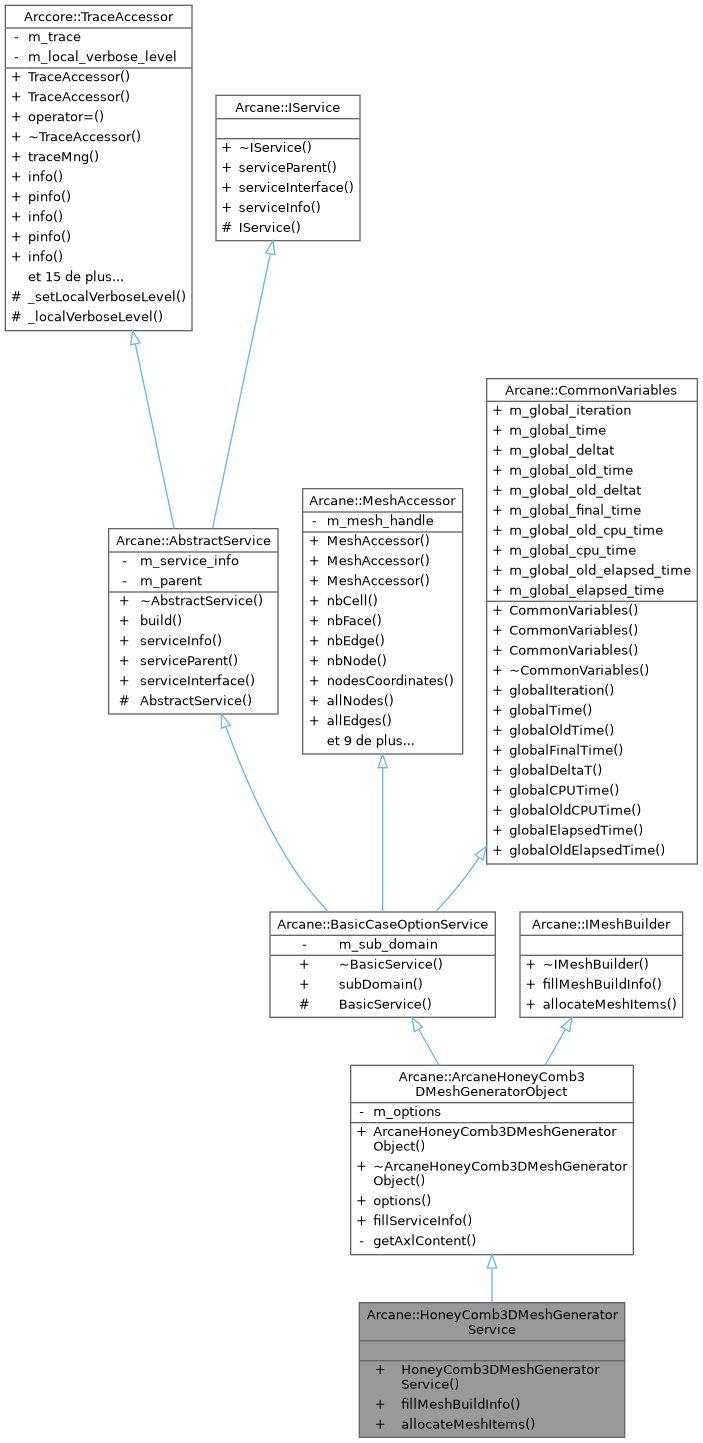 Arccore::TraceAccessor
- m_trace
- m_local_verbose_level
+ TraceAccessor()
+ TraceAccessor()
+ operator=()
+ ~TraceAccessor()
+ traceMng()
+ info()
+ pinfo()
+ info()
+ pinfo()
+ info()
et 15 de plus...
# _setLocalVerboseLevel()
# _localVerboseLevel()
Arcane::IService
+ ~IService()
+ serviceParent()
+ serviceInterface()
+ serviceInfo()
# IService()
Arcane::CommonVariables
+ m_global_iteration
+ m_global_time
+ m_global_deltat
+ m_global_old_time
+ m_global_old_deltat
+ m_global_final_time
+ m_global_old_cpu_time
+ m_global_cpu_time
+ m_global_old_elapsed_time
+ m_global_elapsed_time
+ CommonVariables()
+ CommonVariables()
+ CommonVariables()
+ ~CommonVariables()
+ globalIteration()
+ globalTime()
+ globalOldTime()
+ globalFinalTime()
+ globalDeltaT()
+ globalCPUTime()
+ globalOldCPUTime()
+ globalElapsedTime()
+ globalOldElapsedTime()
Arcane::MeshAccessor
- m_mesh_handle
+ MeshAccessor()
+ MeshAccessor()
+ MeshAccessor()
+ nbCell()
+ nbFace()
+ nbEdge()
+ nbNode()
+ nodesCoordinates()
+ allNodes()
+ allEdges()
et 9 de plus...
Arcane::AbstractService
- m_service_info
- m_parent
+ ~AbstractService()
+ build()
+ serviceInfo()
+ serviceParent()
+ serviceInterface()
# AbstractService()
Arcane::BasicCaseOptionService
- m_sub_domain
+ ~BasicService()
+ subDomain()
# BasicService()
Arcane::IMeshBuilder
+ ~IMeshBuilder()
+ fillMeshBuildInfo()
+ allocateMeshItems()
Arcane::ArcaneHoneyComb3
DMeshGeneratorObject
- m_options
+ ArcaneHoneyComb3DMeshGenerator
Object()
+ ~ArcaneHoneyComb3DMeshGenerator
Object()
+ options()
+ fillServiceInfo()
- getAxlContent()
Arcane::HoneyComb3DMeshGenerator
Service
+ HoneyComb3DMeshGenerator
Service()
+ fillMeshBuildInfo()
+ allocateMeshItems()